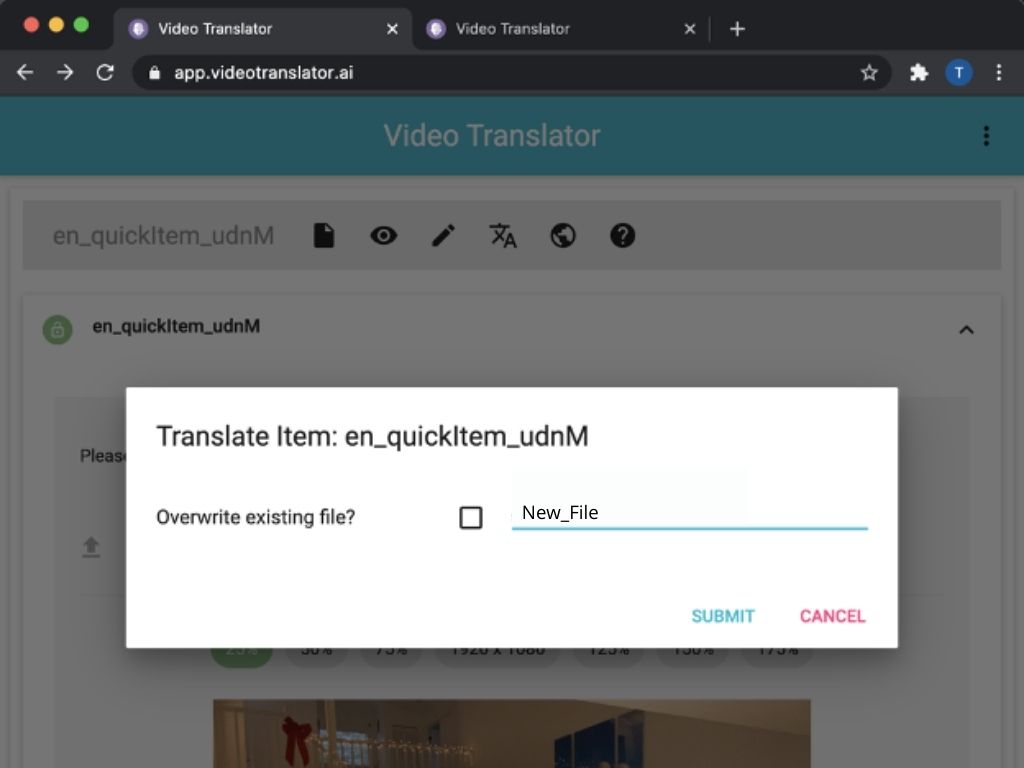 Video Translator
Video Translator
app.videotranslator.ai
T
Video Translator
en_quickItem_udnM
en_quickItem_udnM
Translate Item: en_quickItem_udnM
Overwrite existing file?
New_File
SUBMIT
CANCEL
25% 50% 75% 1920 x 1080 125% 150% 175%